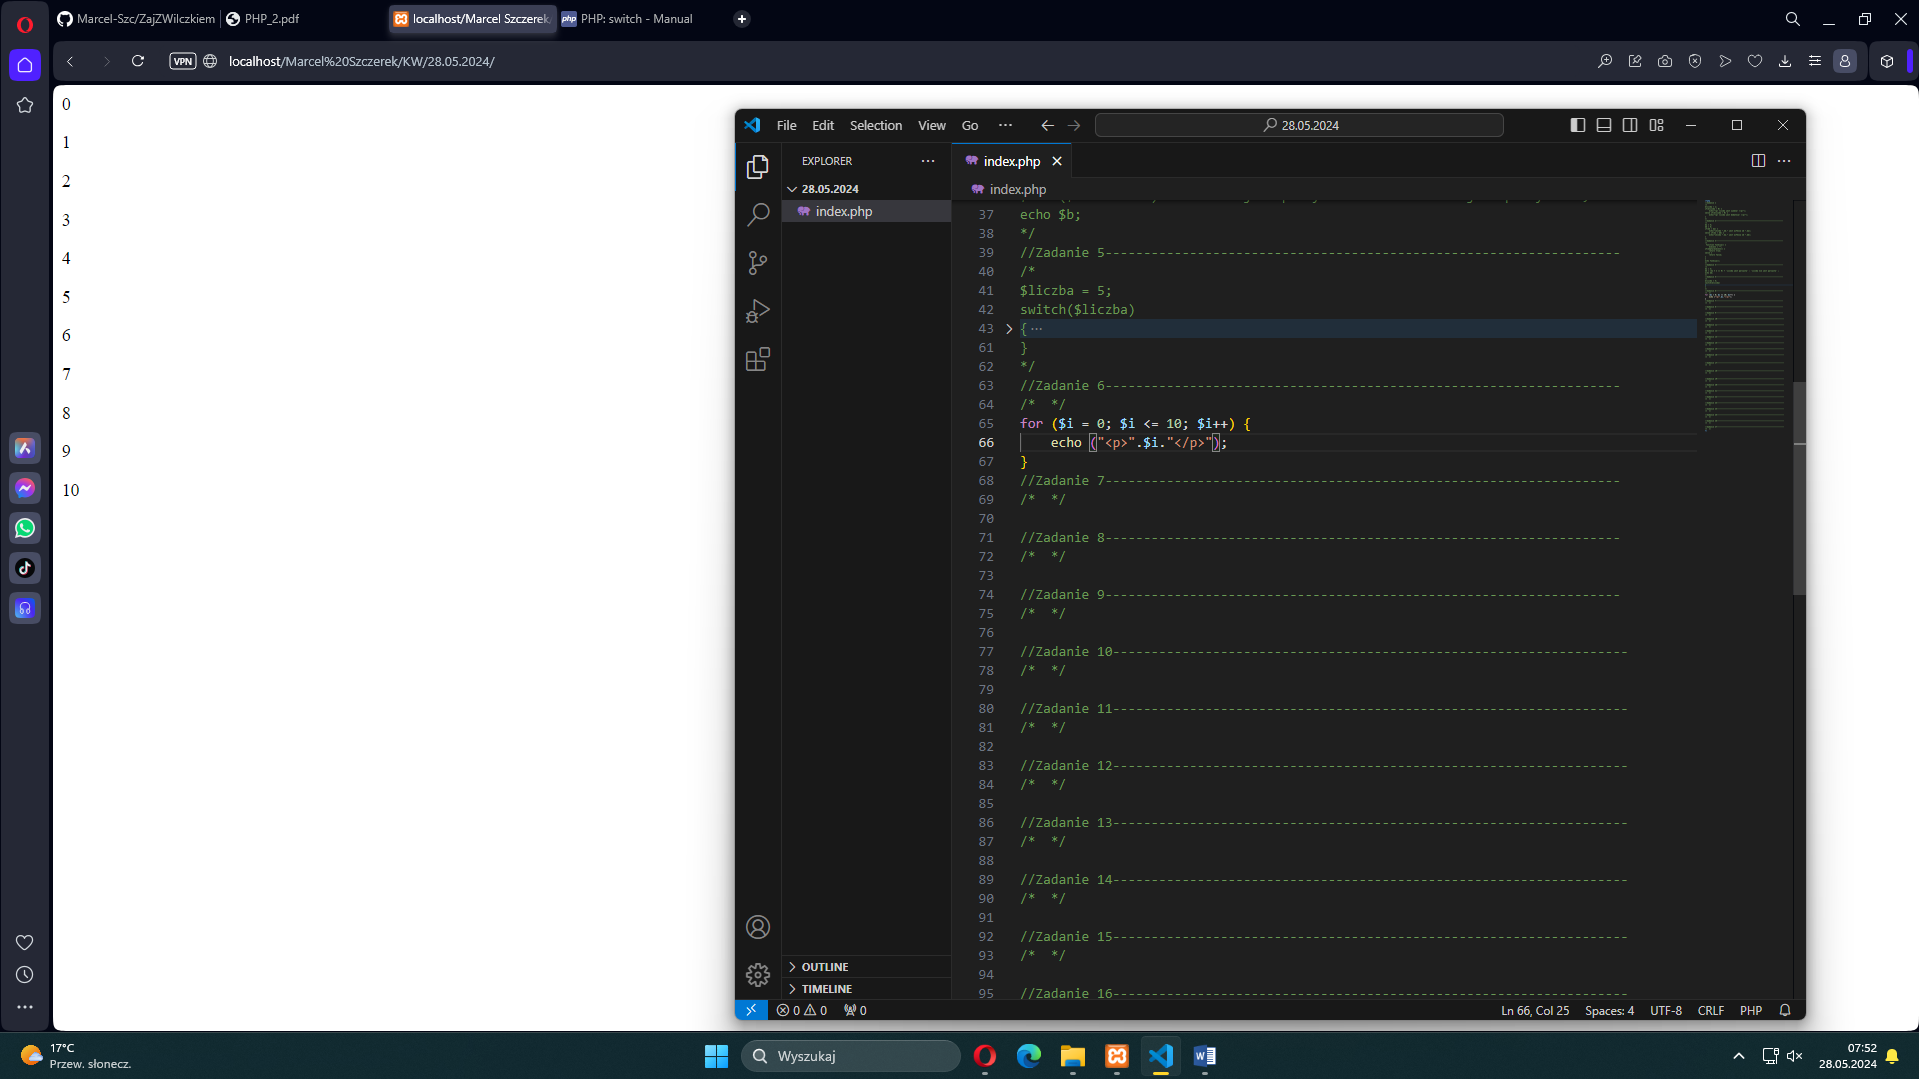 Marcel-Szc/ZajZWilczkiem
PHP_2.pdf
localhost/Marcel Szczerek/
PHP: switch - Manual
VPN
localhost/Marcel%20Szczerek/KW/28.05.2024/
0
1
2
3
4
5
6
7
8
9
10
File Edit Selection View Go ···
28.05.2024
EXPLORER
28.05.2024
index.php
index.php
index.php
37 echo $b;
38 */
39 //Zadanie 5-------------------------------------------------------------------
40 /*
41 $liczba = 5;
42 switch($liczba)
43 { ···
61 }
62 */
63 //Zadanie 6-------------------------------------------------------------------
64 /*  */
65 for ($i = 0; $i <= 10; $i++) {
66     echo ("<p>".$i."</p>");
67 }
68 //Zadanie 7-------------------------------------------------------------------
69 /*  */
70
71 //Zadanie 8-------------------------------------------------------------------
72 /*  */
73
74 //Zadanie 9-------------------------------------------------------------------
75 /*  */
76
77 //Zadanie 10-------------------------------------------------------------------
78 /*  */
79
80 //Zadanie 11-------------------------------------------------------------------
81 /*  */
82
83 //Zadanie 12-------------------------------------------------------------------
84 /*  */
85
86 //Zadanie 13-------------------------------------------------------------------
87 /*  */
88
89 //Zadanie 14-------------------------------------------------------------------
90 /*  */
91
92 //Zadanie 15-------------------------------------------------------------------
93 /*  */
94
95 //Zadanie 16-------------------------------------------------------------------
OUTLINE
TIMELINE
0 0 0
Ln 66, Col 25 Spaces: 4 UTF-8 CRLF PHP
17°C
Przew. słonecz.
Wyszukaj
07:52
28.05.2024